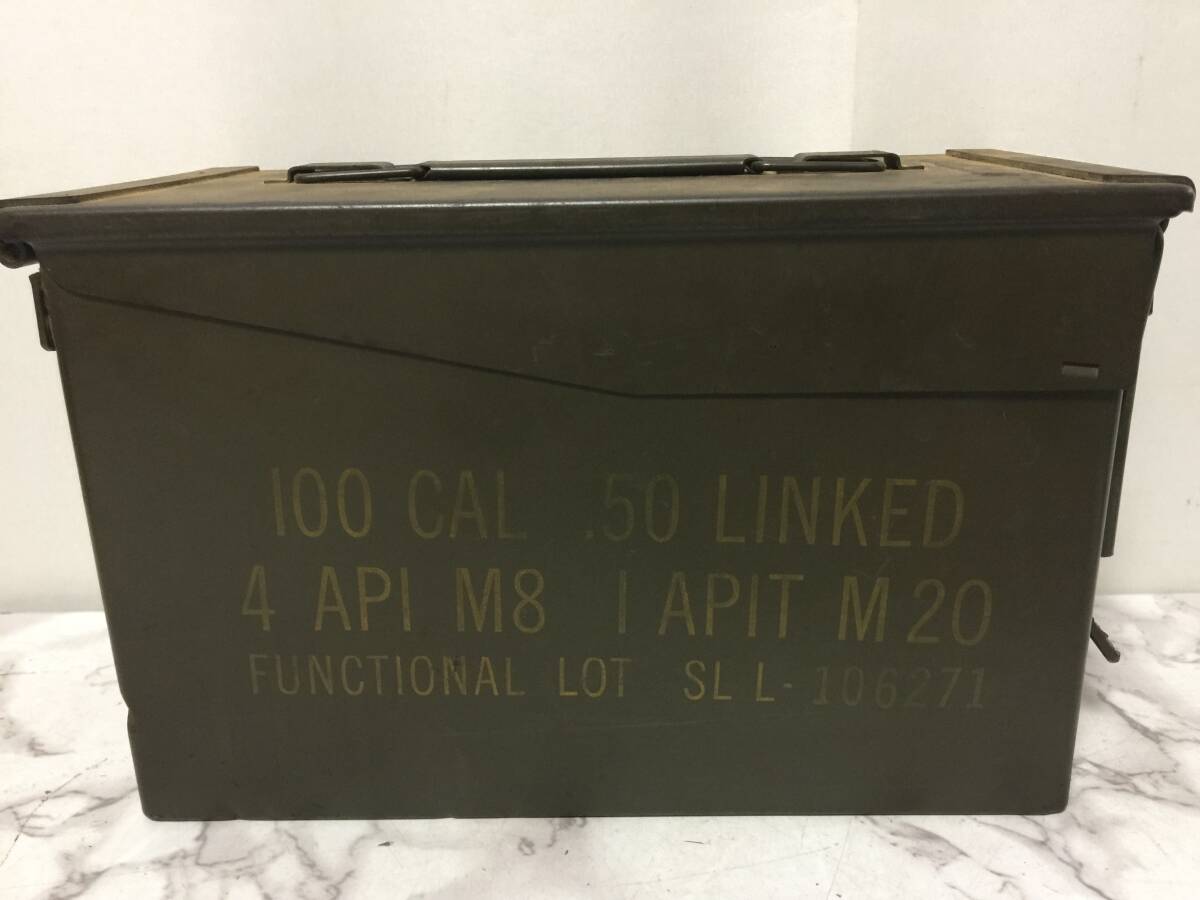 100 CAL .50 LINKED
4 API M8 1 APIT M20
FUNCTIONAL LOT SL L-106271